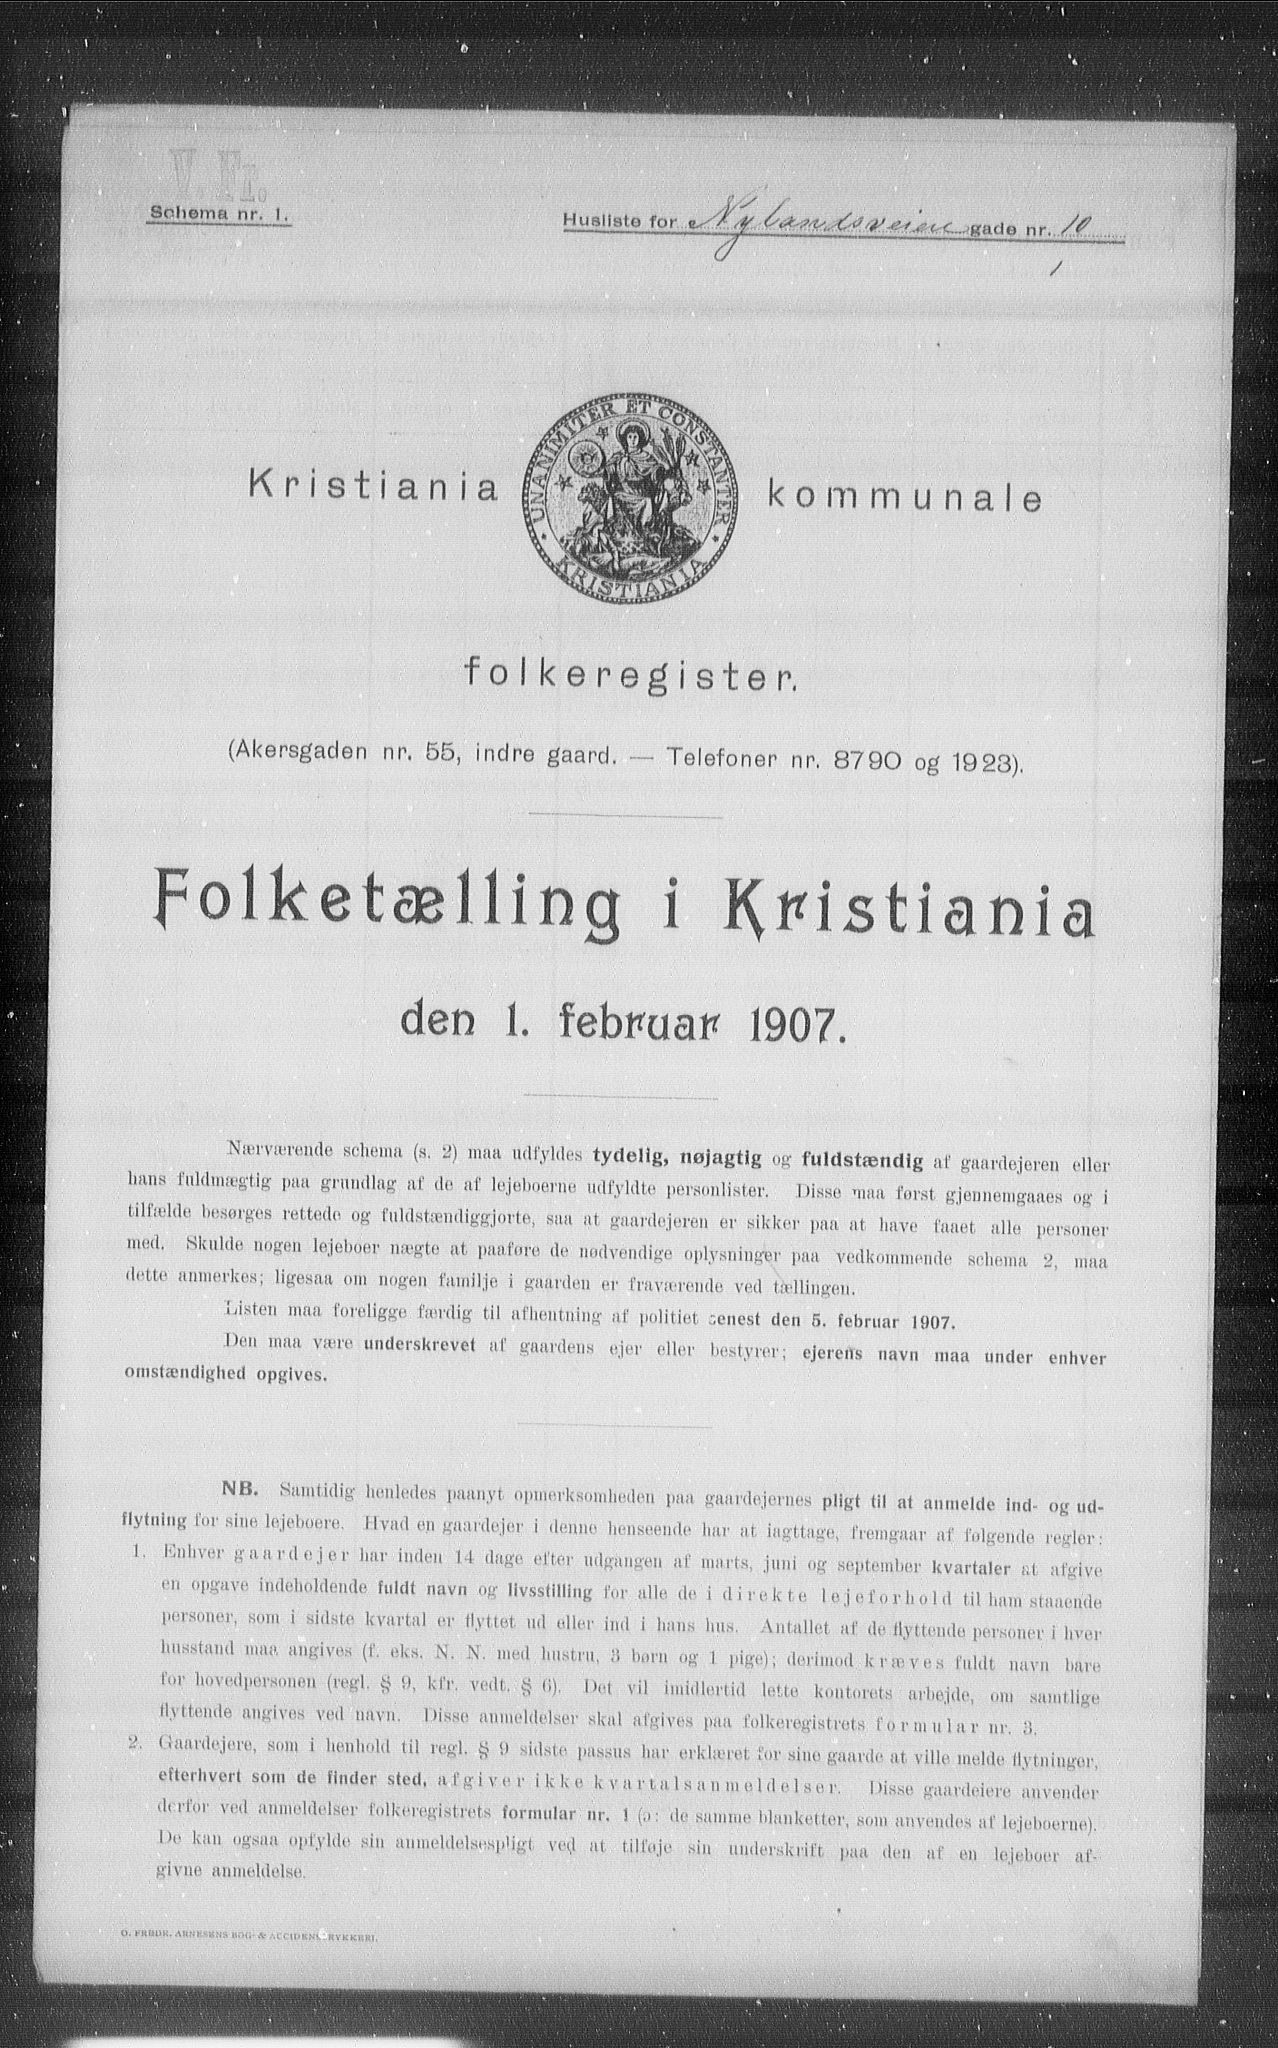 V. Fr.
Schema nr. 1.
Husliste for Nylandsveien gade nr. 10
1
UNANIMITER ET CONSTANTER
KRISTIANIA
Kristiania kommunale
folkeregister.
(Akersgaden nr. 55, indre gaard. — Telefoner nr. 8790 og 1923).
Folketælling i Kristiania
den 1. februar 1907.
Nærværende schema (s. 2) maa udfyldes tydelig, nøjagtig og fuldstændig af gaardejeren eller
hans fuldmægtig paa grundlag af de af lejeboerne udfyldte personlister. Disse maa først gjennemgaaes og i
tilfælde besørges rettede og fuldstændiggjorte, saa at gaardejeren er sikker paa at have faaet alle personer
med. Skulde nogen lejeboer nægte at paaføre de nødvendige oplysninger paa vedkommende schema 2, maa
dette anmerkes; ligesaa om nogen familje i gaarden er fraværende ved tællingen.
Listen maa foreligge færdig til afhentning af politiet senest den 5. februar 1907.
Den maa være underskrevet af gaardens ejer eller bestyrer; ejerens navn maa under enhver
omstændighed opgives.
NB. Samtidig henledes paanyt opmerksomheden paa gaardejernes pligt til at anmelde ind- og ud-
flytning for sine lejeboere. Hvad en gaardejer i denne henseende har at iagttage, fremgaar af følgende regler:
1. Enhver gaardejer har inden 14 dage efter udgangen af marts, juni og september kvartaler at afgive
en opgave indeholdende fuldt navn og livsstilling for alle de i direkte lejeforhold til ham staaende
personer, som i sidste kvartal er flyttet ud eller ind i hans hus. Antallet af de flyttende personer i hver
husstand maa angives (f. eks. N. N. med hustru, 3 børn og 1 pige); derimod kræves fuldt navn bare
for hovedpersonen (regl. § 9, kfr. vedt. § 6). Det vil imidlertid lette kontorets arbejde, om samtlige
flyttende angives ved navn. Disse anmeldelser skal afgives paa folkeregistrets formular nr. 3.
2. Gaardejere, som i henhold til regl. § 9 sidste passus har erklæret for sine gaarde at ville melde flytninger,
efterhvert som de finder sted, afgiver ikke kvartalsanmeldelser. Disse gaardeiere anvender
derfor ved anmeldelser folkeregistrets formular nr. 1 (ɔ: de samme blanketter, som anvendes af lejeboerne).
De kan ogsaa opfylde sin anmeldelsespligt ved at tilføje sin underskrift paa den af en lejeboer af-
givne anmeldelse.
O. FREDR. ARNESENS BOG- & ACCIDENSTRYKKERI.